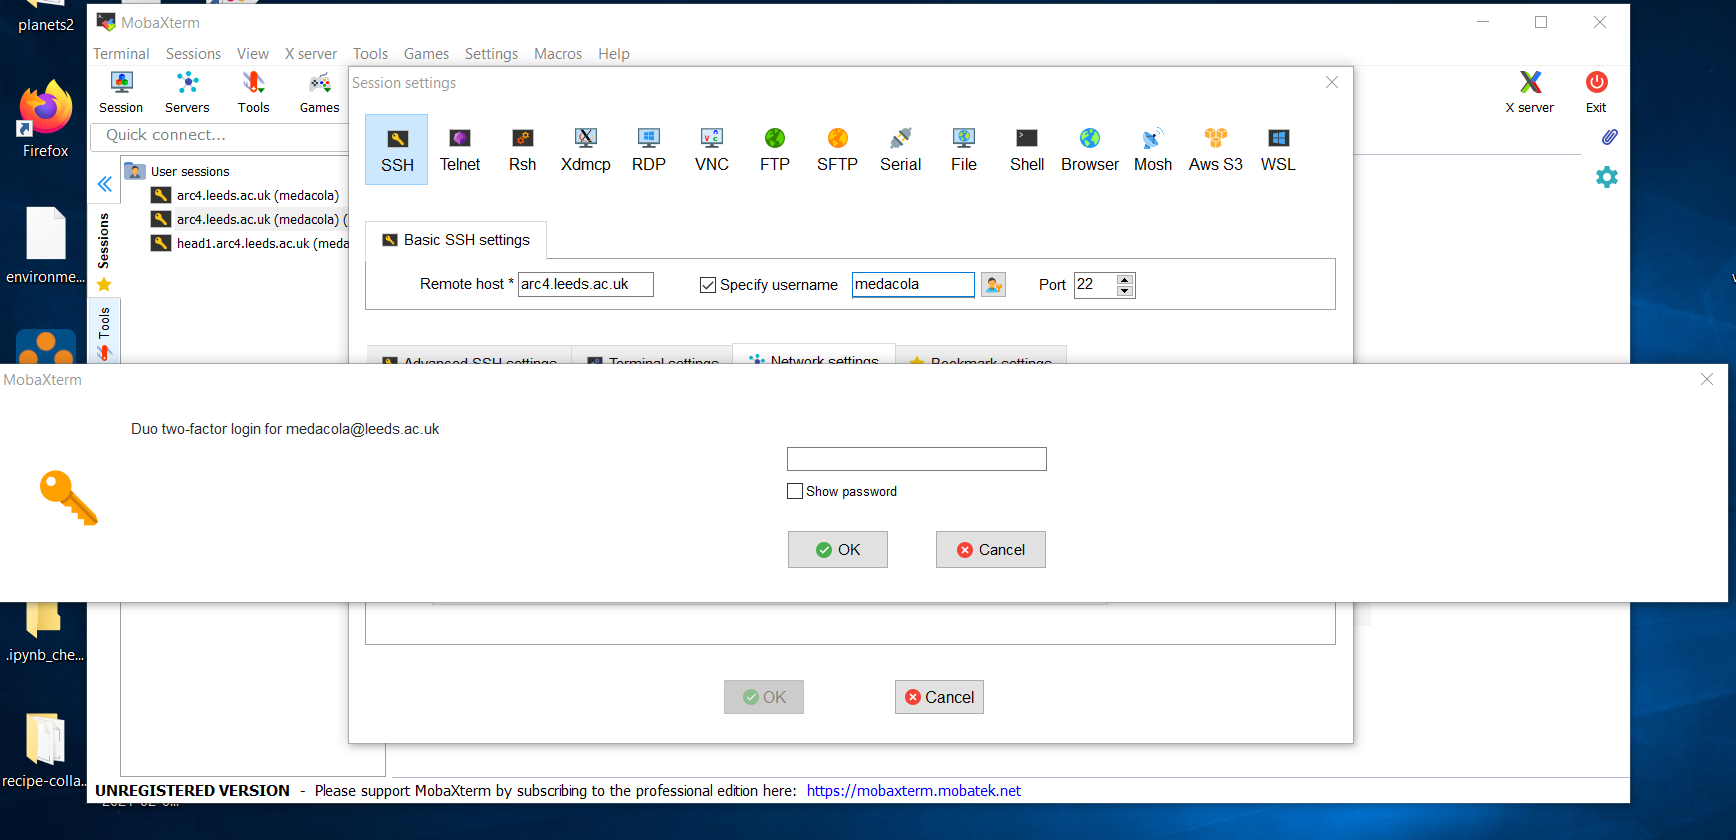 planets2
MobaXterm
Terminal Sessions View X server Tools Games Settings Macros Help
Session settings
Session Servers Tools Games
X server Exit
Quick connect...
Firefox
SSH Telnet Rsh Xdmcp RDP VNC FTP SFTP Serial File Shell Browser Mosh Aws S3 WSL
User sessions
arc4.leeds.ac.uk (medacola)
arc4.leeds.ac.uk (medacola) (
head1.arc4.leeds.ac.uk (meda
Sessions
Tools
Basic SSH settings
environme...
Remote host * arc4.leeds.ac.uk Specify username medacola Port 22
Advanced SSH settings Terminal settings Network settings Bookmark settings
MobaXterm
Duo two-factor login for medacola@leeds.ac.uk
Show password
OK Cancel
.ipynb_che...
OK Cancel
recipe-colla...
UNREGISTERED VERSION - Please support MobaXterm by subscribing to the professional edition here: https://mobaxterm.mobatek.net